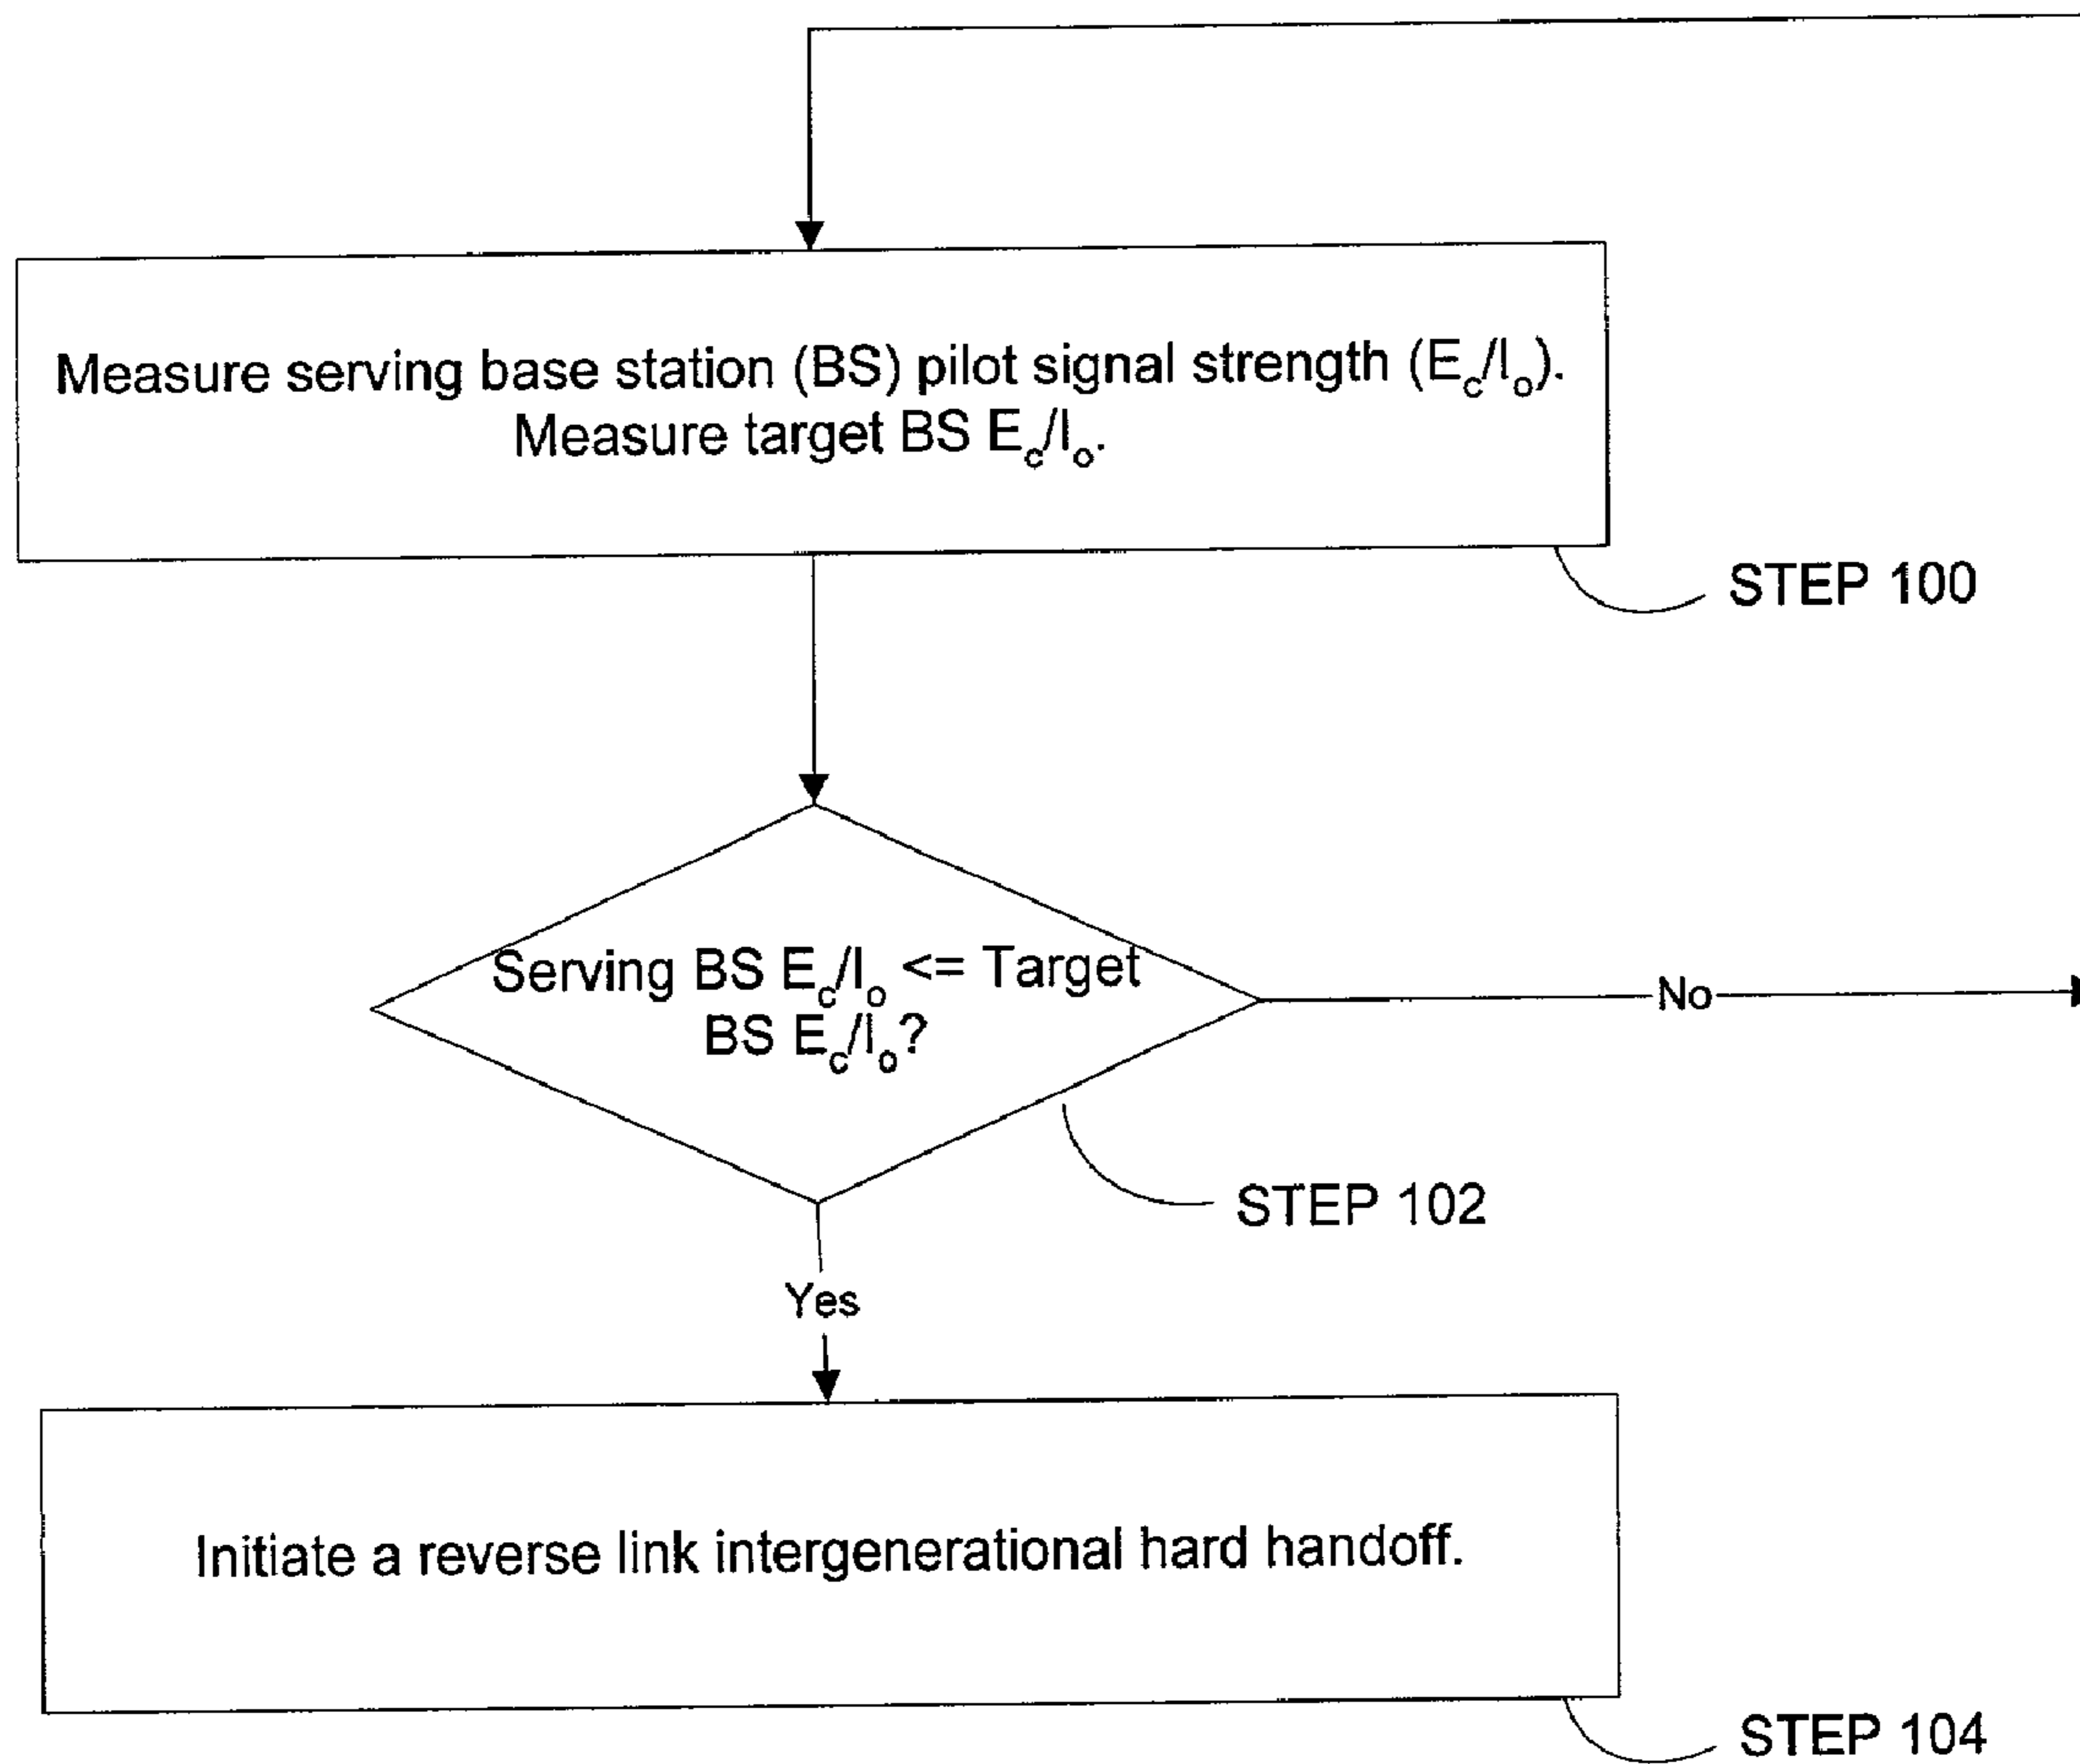 Measure serving base station (BS) pilot signal strength (Ec/Io).
Measure target BS Ec/Io.
STEP 100
Serving BS Ec/Io <= Target
BS Ec/Io?
No
STEP 102
Yes
Initiate a reverse link intergenerational hard handoff.
STEP 104